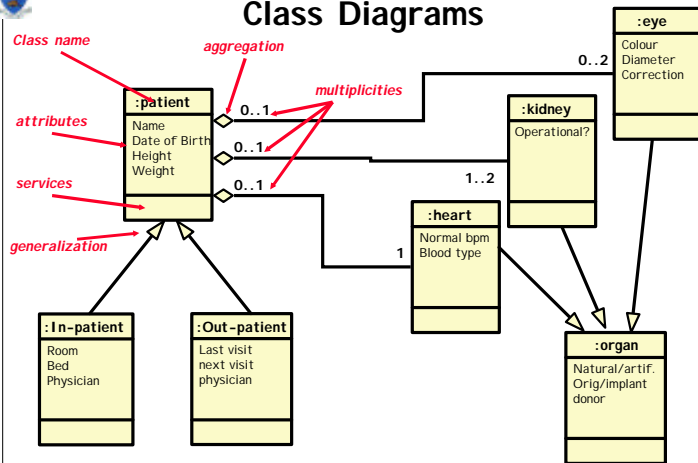 Class Diagrams
Class name
aggregation
multiplicities
attributes
services
generalization
:patient
Name
Date of Birth
Height
Weight
0..1
0..1
0..1
0..2
1..2
1
:eye
Colour
Diameter
Correction
:kidney
Operational?
:heart
Normal bpm
Blood type
:In-patient
Room
Bed
Physician
:Out-patient
Last visit
next visit
physician
:organ
Natural/artif.
Orig/implant
donor